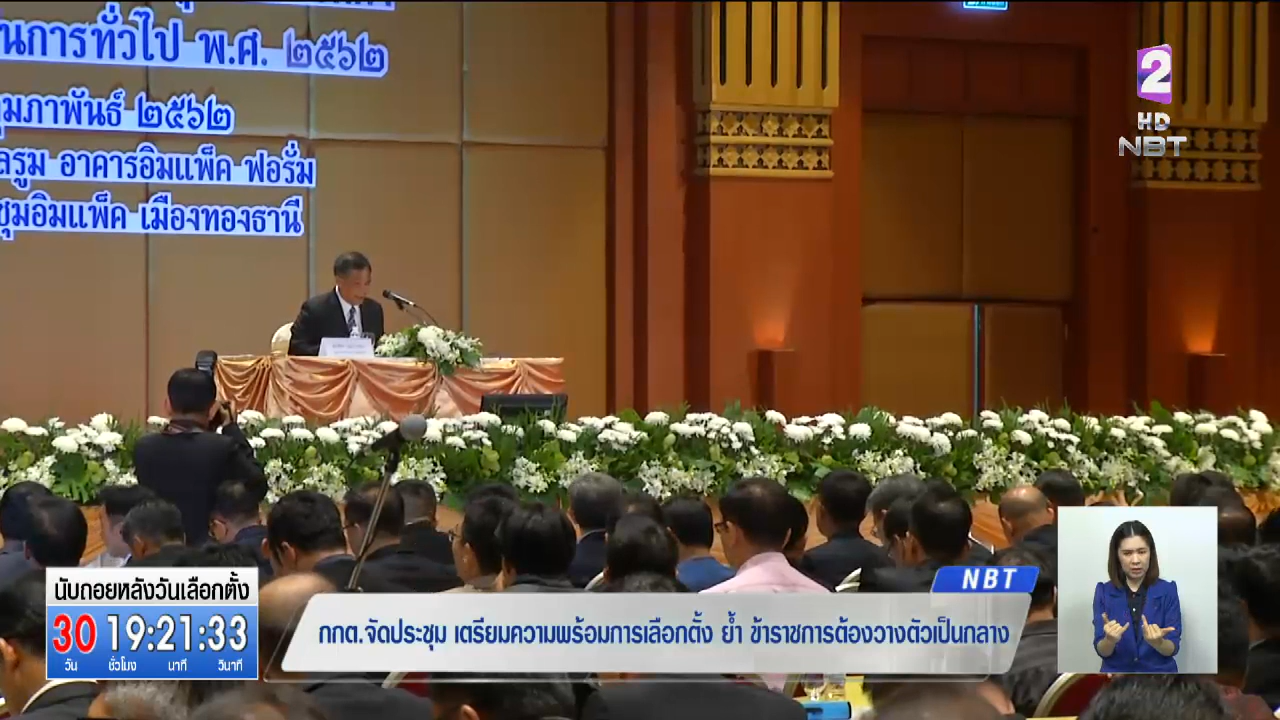 นการทั่วไป พ.ศ. ๒๕๖๒
กุมภาพันธ์ ๒๕๖๒
ลรูม อาคารอิมแพ็ค ฟอรั่ม
ชุมอิมแพ็ค เมืองทองธานี
2
HD
NBT
นับถอยหลังวันเลือกตั้ง
30 19:21:33
วัน ชั่วโมง นาที วินาที
NBT
กกต.จัดประชุม เตรียมความพร้อมการเลือกตั้ง ย้ำ ข้าราชการต้องวางตัวเป็นกลาง